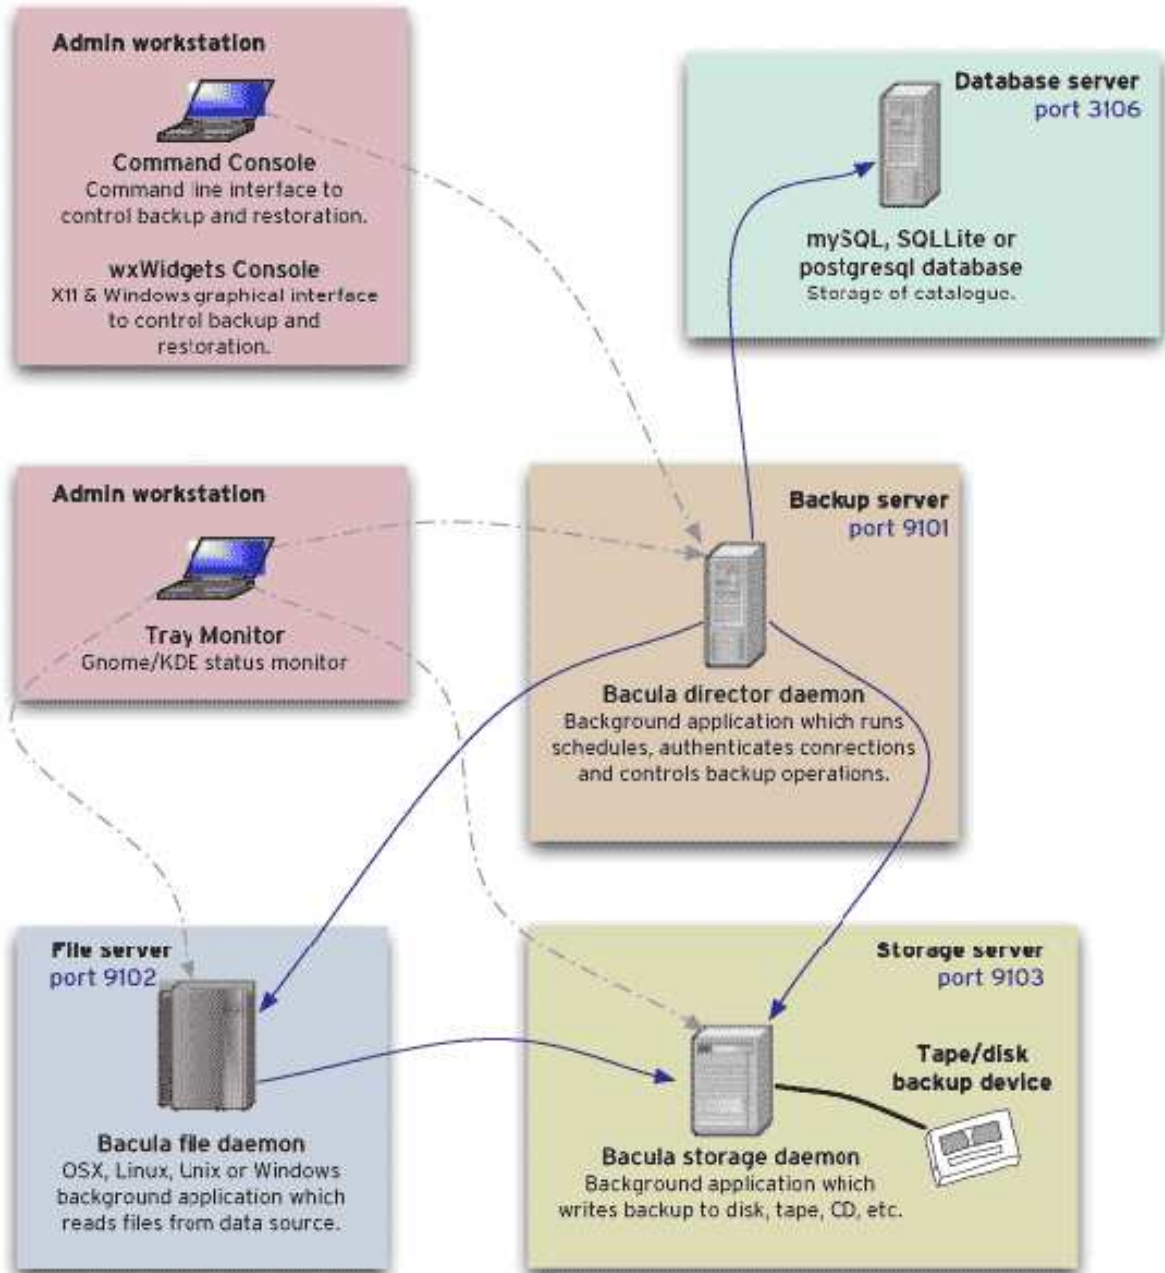 Admin workstation
Command Console
Command line interface to
control backup and restoration.
wxWidgets Console
X11 & Windows graphical interface
to control backup and
restoration.
Database server
port 3106
mySQL, SQLLite or
postgresql database
Storage of catalogue.
Admin workstation
Tray Monitor
Gnome/KDE status monitor
Backup server
port 9101
Bacula director daemon
Background application which runs
schedules, authenticates connections
and controls backup operations.
File server
port 9102
Bacula file daemon
OSX, Linux, Unix or Windows
background application which
reads files from data source.
Storage server
port 9103
Tape/disk
backup device
Bacula storage daemon
Background application which
writes backup to disk, tape, CD, etc.